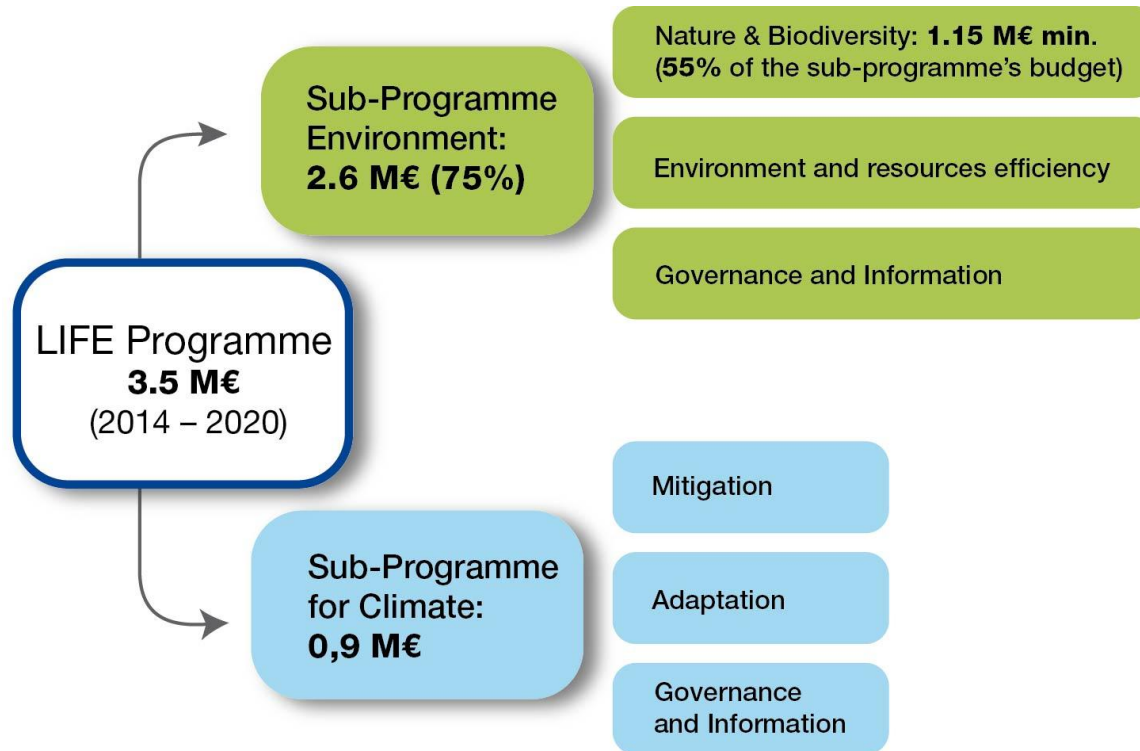 LIFE Programme
3.5 M€
(2014 – 2020)
Sub-Programme
Environment:
2.6 M€ (75%)
Nature & Biodiversity: 1.15 M€ min.
(55% of the sub-programme’s budget)
Environment and resources efficiency
Governance and Information
Sub-Programme
for Climate:
0,9 M€
Mitigation
Adaptation
Governance
and Information